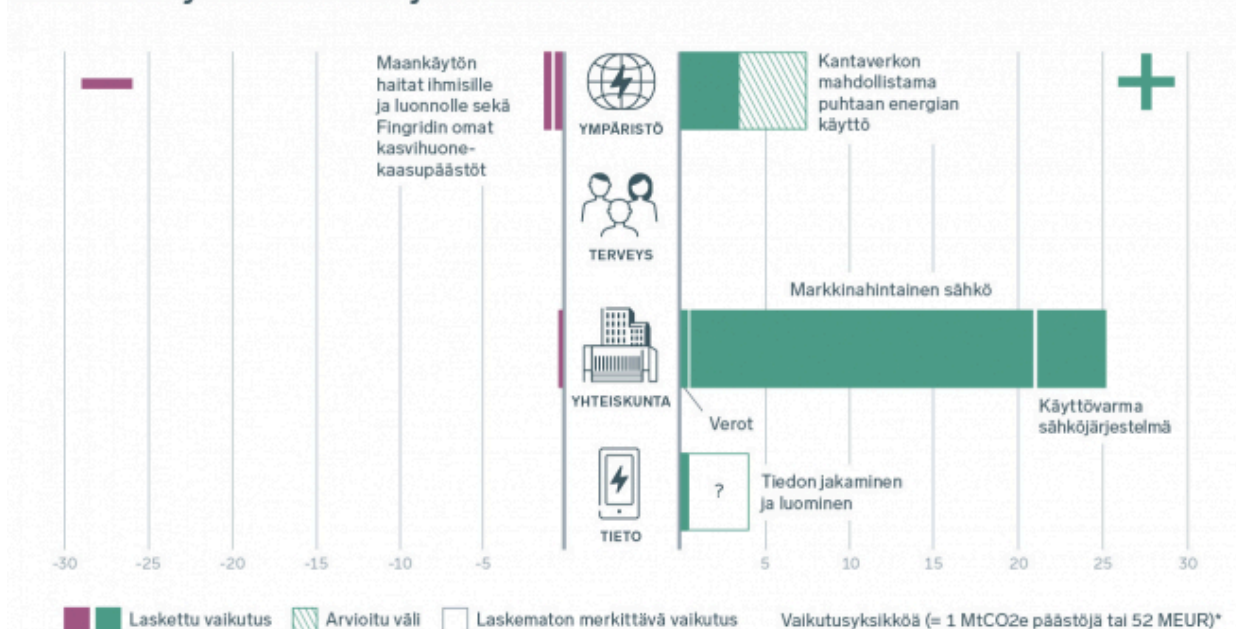 Maankäytön
haitat ihmisille
ja luonnolle sekä
Fingridin omat
kasvihuone-
kaasupäästöt
YMPÄRISTÖ
Kantaverkon
mahdollistama
puhtaan energian
käyttö
TERVEYS
Markkinahintainen sähkö
YHTEISKUNTA
Verot
Käyttövarma
sähköjärjestelmä
?
Tiedon jakaminen
ja luominen
TIETO
-30 -25 -20 -15 -10 -5 5 10 15 20 25 30
Laskettu vaikutus Arvioitu väli Laskematon merkittävä vaikutus Vaikutusyksikköä (= 1 MtCO2e päästöjä tai 52 MEUR)*